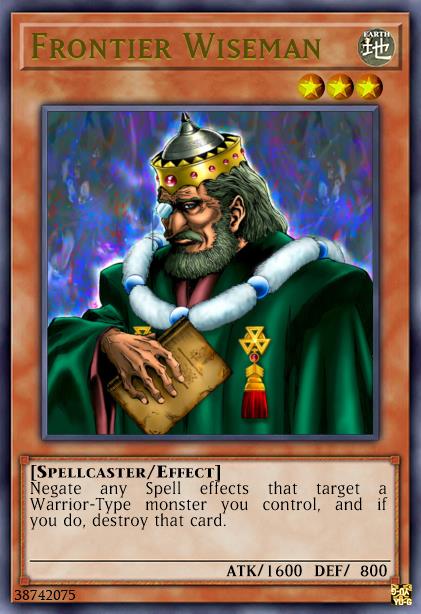 FRONTIER WISEMAN
EARTH
地
[SPELLCASTER/EFFECT]
Negate any Spell effects that target a
Warrior-Type monster you control, and if
you do, destroy that card.
ATK/1600 DEF/ 800
38742075